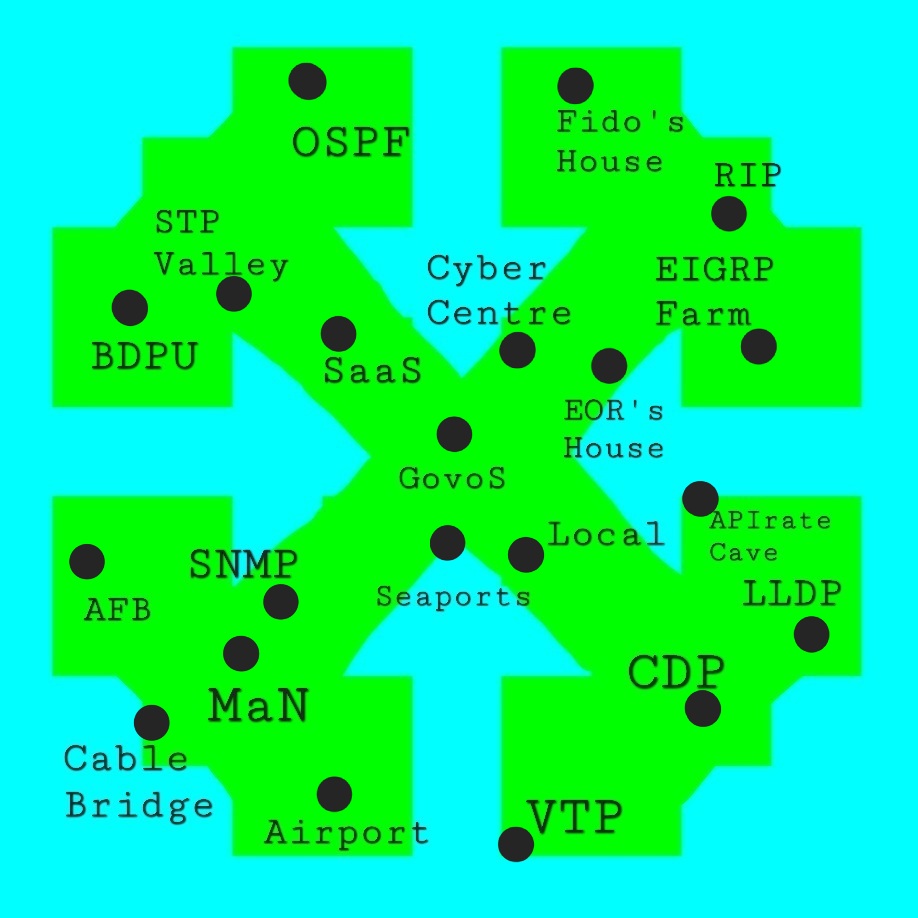 OSPF
Fido's
House
RIP
STP
Valley
Cyber
Centre
EIGRP
Farm
BDPU
SaaS
EOR's
House
GovoS
APIrate
Cave
Local
SNMP
Seaports
LLDP
AFB
CDP
MaN
Cable
Bridge
VTP
Airport